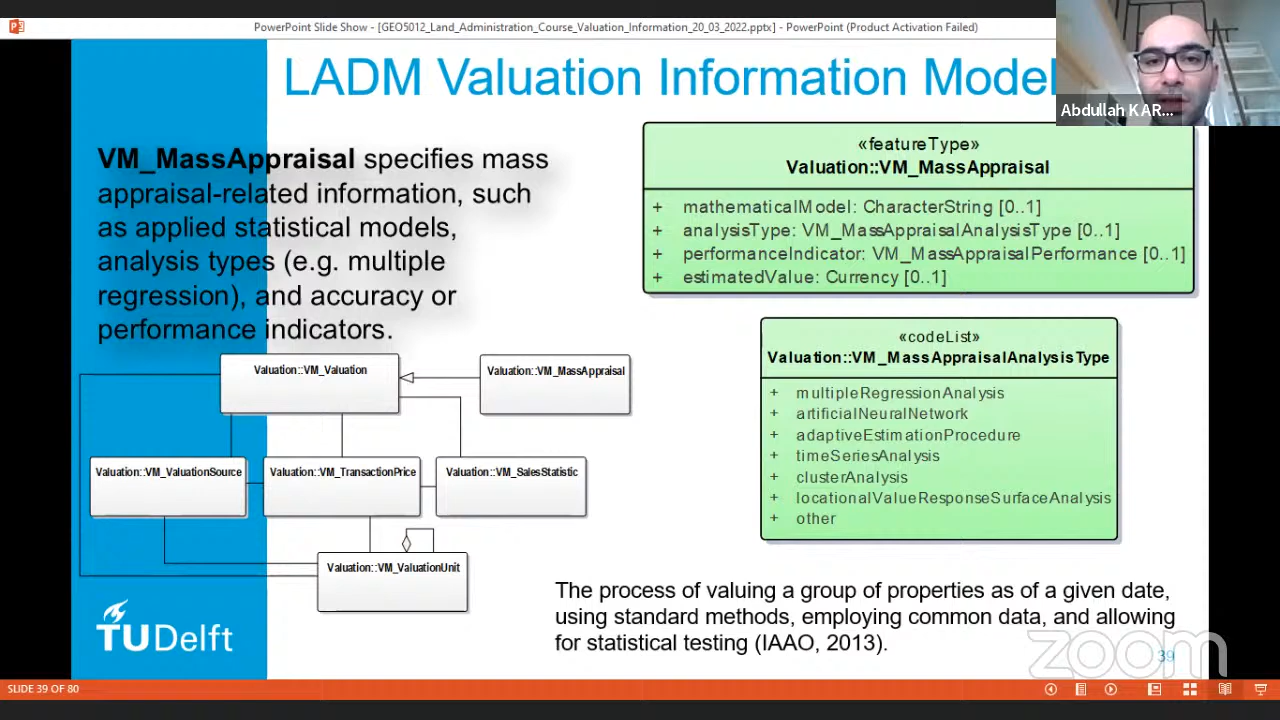 PowerPoint Slide Show - [GEO5012_Land_Administration_Course_Valuation_Information_20_03_2022.pptx] - PowerPoint (Product Activation Failed)
LADM Valuation Information Model
Abdullah KAR...
VM_MassAppraisal specifies mass
appraisal-related information, such
as applied statistical models,
analysis types (e.g. multiple
regression), and accuracy or
performance indicators.
«featureType»
Valuation::VM_MassAppraisal
+ mathematicalModel: CharacterString [0..1]
+ analysisType: VM_MassAppraisalAnalysisType [0..1]
+ performanceIndicator: VM_MassAppraisalPerformance [0..1]
+ estimatedValue: Currency [0..1]
«codeList»
Valuation::VM_MassAppraisalAnalysisType
+ multipleRegressionAnalysis
+ artificialNeuralNetwork
+ adaptiveEstimationProcedure
+ timeSeriesAnalysis
+ clusterAnalysis
+ locationalValueResponseSurfaceAnalysis
+ other
Valuation::VM_Valuation
Valuation::VM_MassAppraisal
Valuation::VM_ValuationSource
Valuation::VM_TransactionPrice
Valuation::VM_SalesStatistic
Valuation::VM_ValuationUnit
The process of valuing a group of properties as of a given date,
using standard methods, employing common data, and allowing
for statistical testing (IAAO, 2013).
TUDelft
zoom
39
SLIDE 39 OF 80